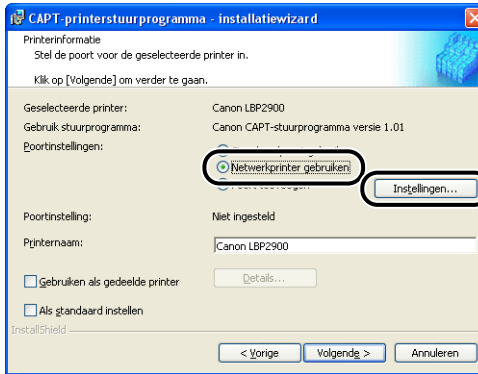 CAPT-printerstuurprogramma - installatiewizard
Printerinformatie
Stel de poort voor de geselecteerde printer in.
Klik op [Volgende] om verder te gaan.
Geselecteerde printer: Canon LBP2900
Gebruik stuurprogramma: Canon CAPT-stuurprogramma versie 1.01
Poortinstellingen:
Netwerkprinter gebruiken
Instellingen...
Poortinstelling: Niet ingesteld
Printernaam: Canon LBP2900
Gebruiken als gedeelde printer Details...
Als standaard instellen
InstallShield
< Vorige Volgende > Annuleren